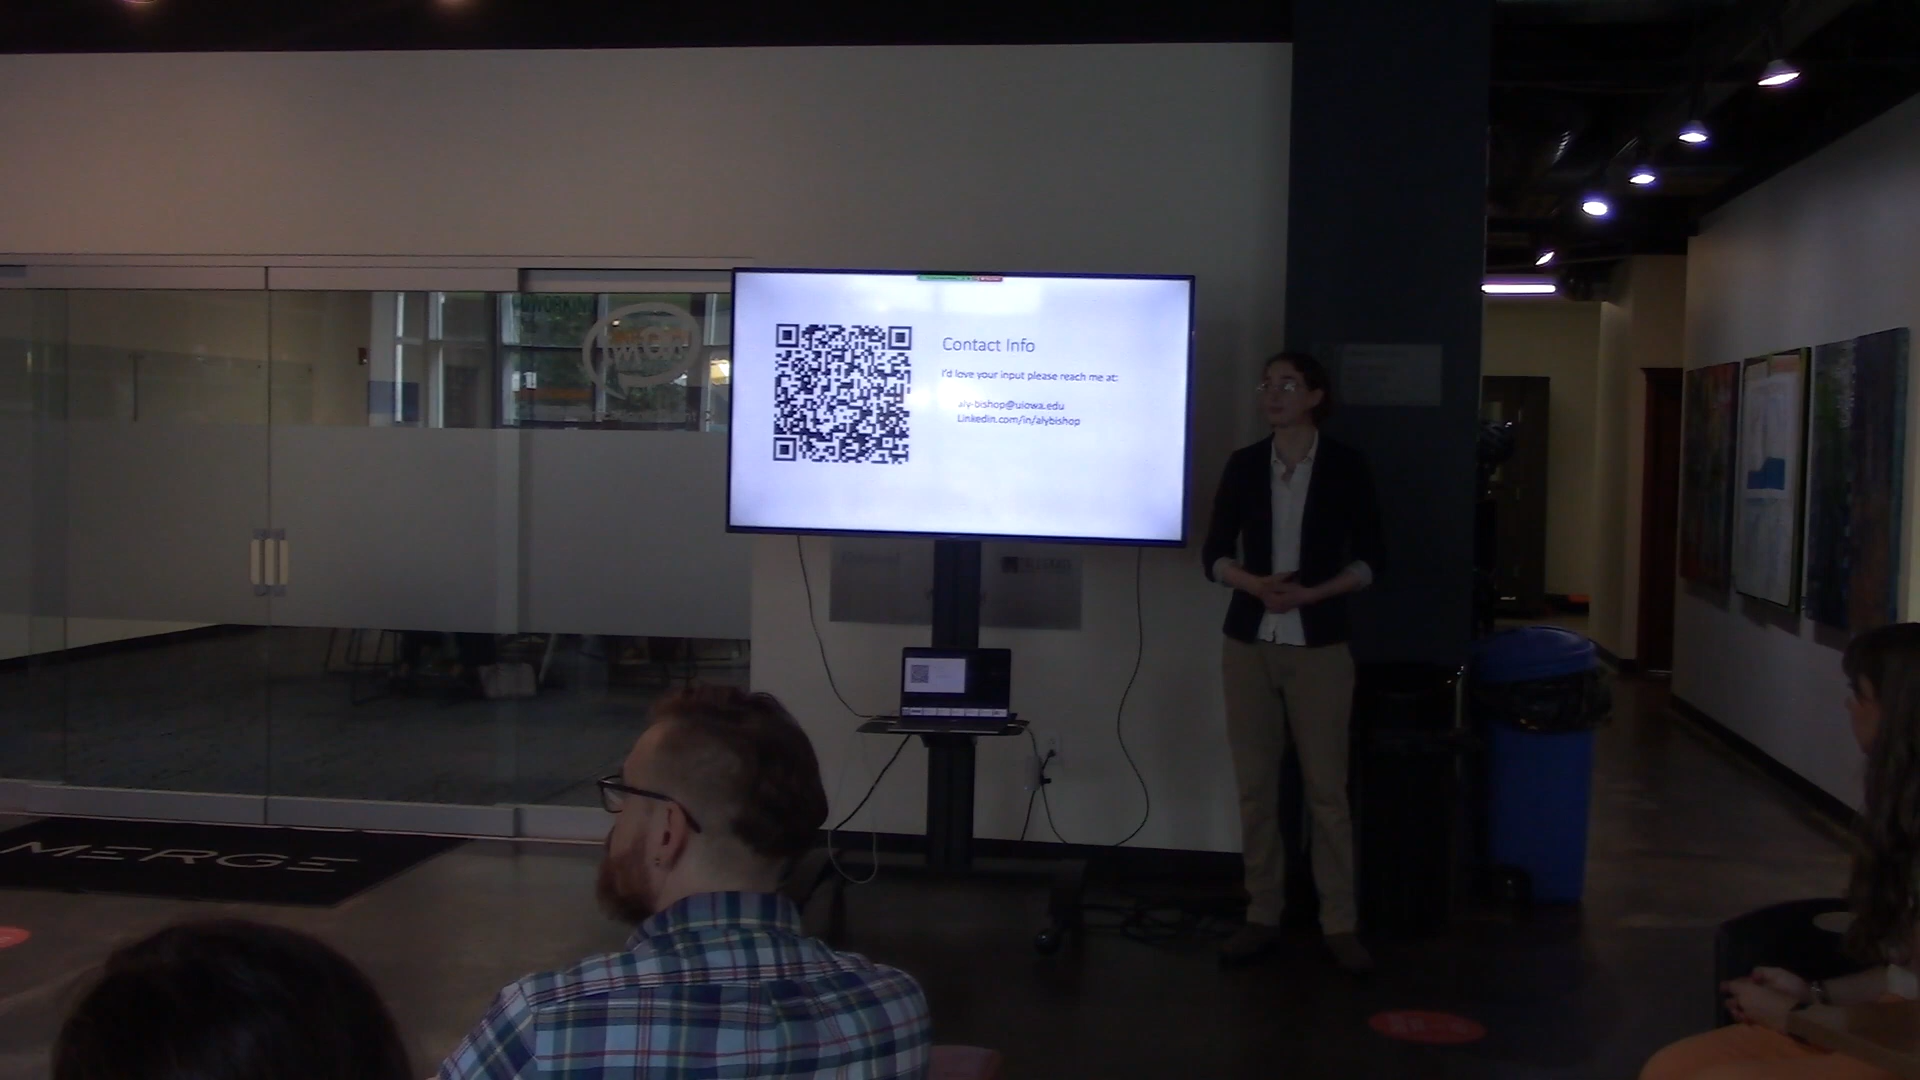 Contact Info
I'd love your input please reach me at:
aly-bishop@uiowa.edu
Linkedin.com/in/alybishop
MERGE